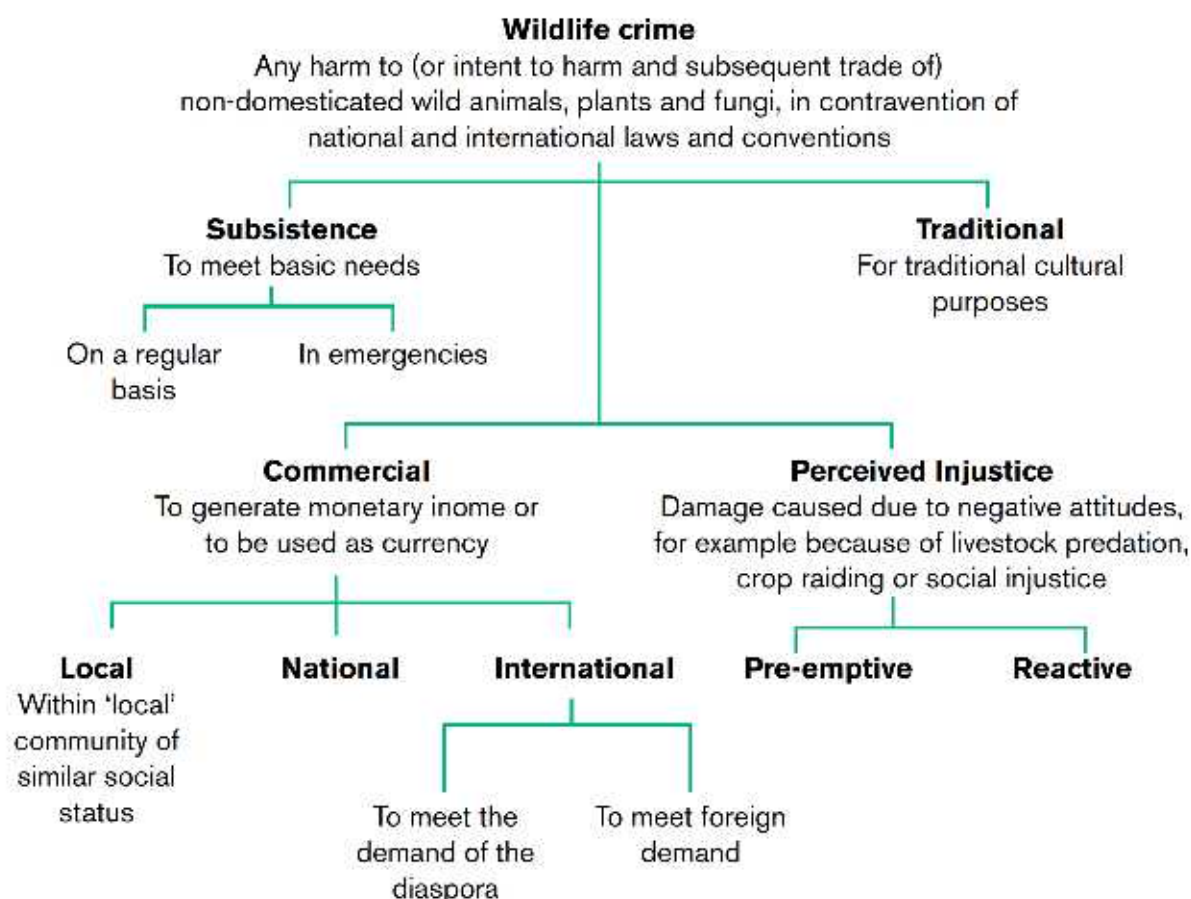 Wildlife crime
Any harm to (or intent to harm and subsequent trade of)
non-domesticated wild animals, plants and fungi, in contravention of
national and international laws and conventions
Subsistence
To meet basic needs
Traditional
For traditional cultural
purposes
On a regular
basis
In emergencies
Commercial
To generate monetary inome or
to be used as currency
Perceived Injustice
Damage caused due to negative attitudes,
for example because of livestock predation,
crop raiding or social injustice
Local
Within ‘local’
community of
similar social
status
National
International
Pre-emptive
Reactive
To meet the
demand of the
diaspora
To meet foreign
demand